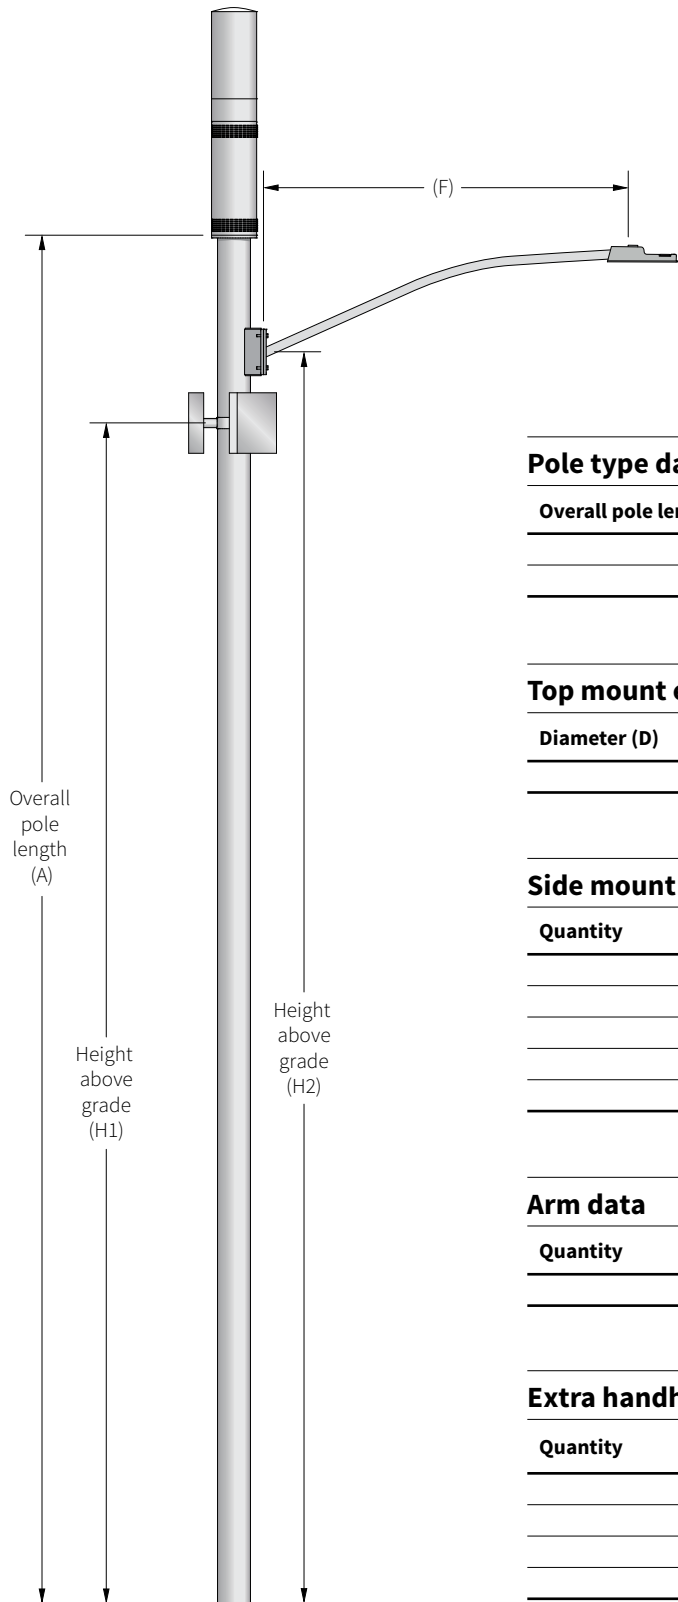 (F)
Overall
pole
length
(A)
Height
above
grade
(H1)
Height
above
grade
(H2)
Pole type da
Overall pole len
Top mount
Diameter (D)
Side mount
Quantity
Arm data
Quantity
Extra handh
Quantity